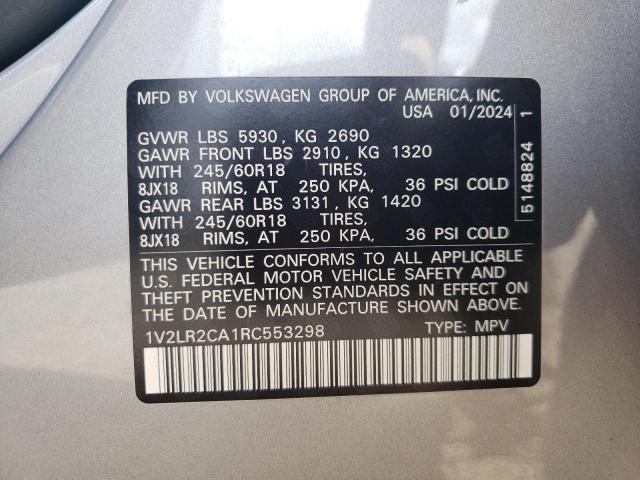 MFD BY VOLKSWAGEN GROUP OF AMERICA, INC.
USA 01/2024
GVWR LBS 5930, KG 2690
GAWR FRONT LBS 2910, KG 1320
WITH 245/60R18 TIRES,
8JX18 RIMS, AT 250 KPA, 36 PSI COLD
GAWR REAR LBS 3131, KG 1420
WITH 245/60R18 TIRES,
8JX18 RIMS, AT 250 KPA, 36 PSI COLD
THIS VEHICLE CONFORMS TO ALL APPLICABLE
U.S. FEDERAL MOTOR VEHICLE SAFETY AND
THEFT PREVENTION STANDARDS IN EFFECT ON
THE DATE OF MANUFACTURE SHOWN ABOVE.
1V2LR2CA1RC553298 TYPE: MPV
5148824 1